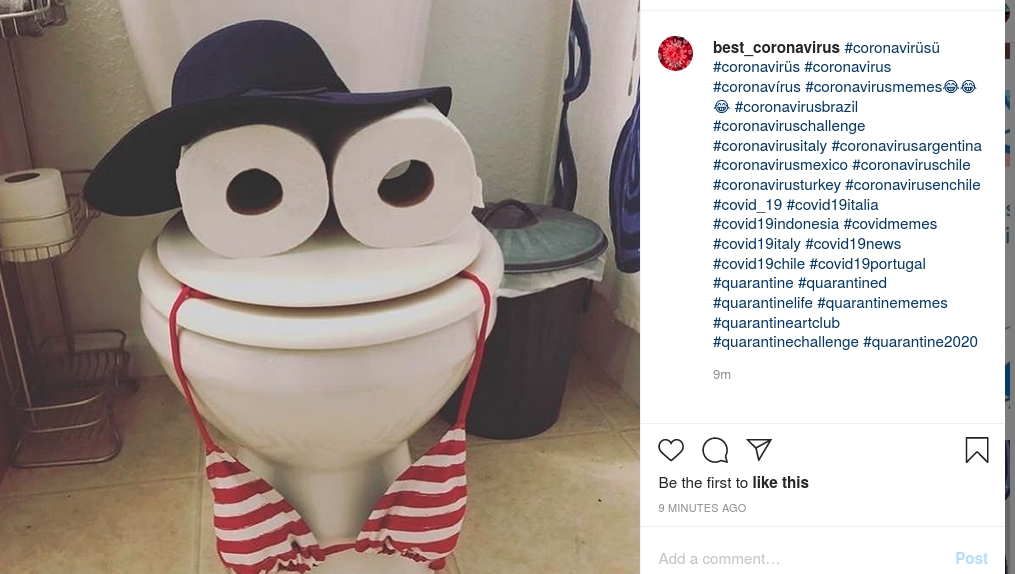 best_coronavirus #coronavirüsü
#coronavirüs #coronavirus
#coronavírus #coronavirusmemes😂😂
😂 #coronavirusbrazil
#coronaviruschallenge
#coronavirusitaly #coronavirusargentina
#coronavirusmexico #coronaviruschile
#coronavirusturkey #coronavirusenchile
#covid_19 #covid19italia
#covid19indonesia #covidmemes
#covid19italy #covid19news
#covid19chile #covid19portugal
#quarantine #quarantined
#quarantinelife #quarantinememes
#quarantineartclub
#quarantinechallenge #quarantine2020
9m
Be the first to like this
9 MINUTES AGO
Add a comment… Post